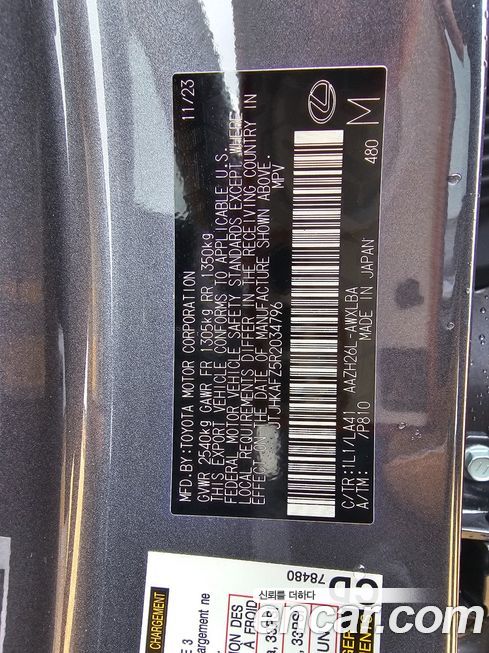 MFD.BY:TOYOTA MOTOR CORPORATION 11/23
GVWR 2540kg GAWR FR 1305kg RR 1350kg
THIS EXPORT VEHICLE CONFORMS TO APPLICABLE U.S.
FEDERAL MOTOR VEHICLE SAFETY STANDARDS EXCEPT WHERE
LOCAL REQUIREMENTS DIFFER IN THE RECEIVING COUNTRY IN
EFFECT ON THE DATE OF MANUFACTURE SHOWN ABOVE.
JTJHKAFZ5R2034796 MPV
C/TR:1L1/LA41 AAZH26L-AWXLBA 480
A/TM: /P810 MADE IN JAPAN
M
CHARGEMENT
신뢰를 더하다
78480
encar.com